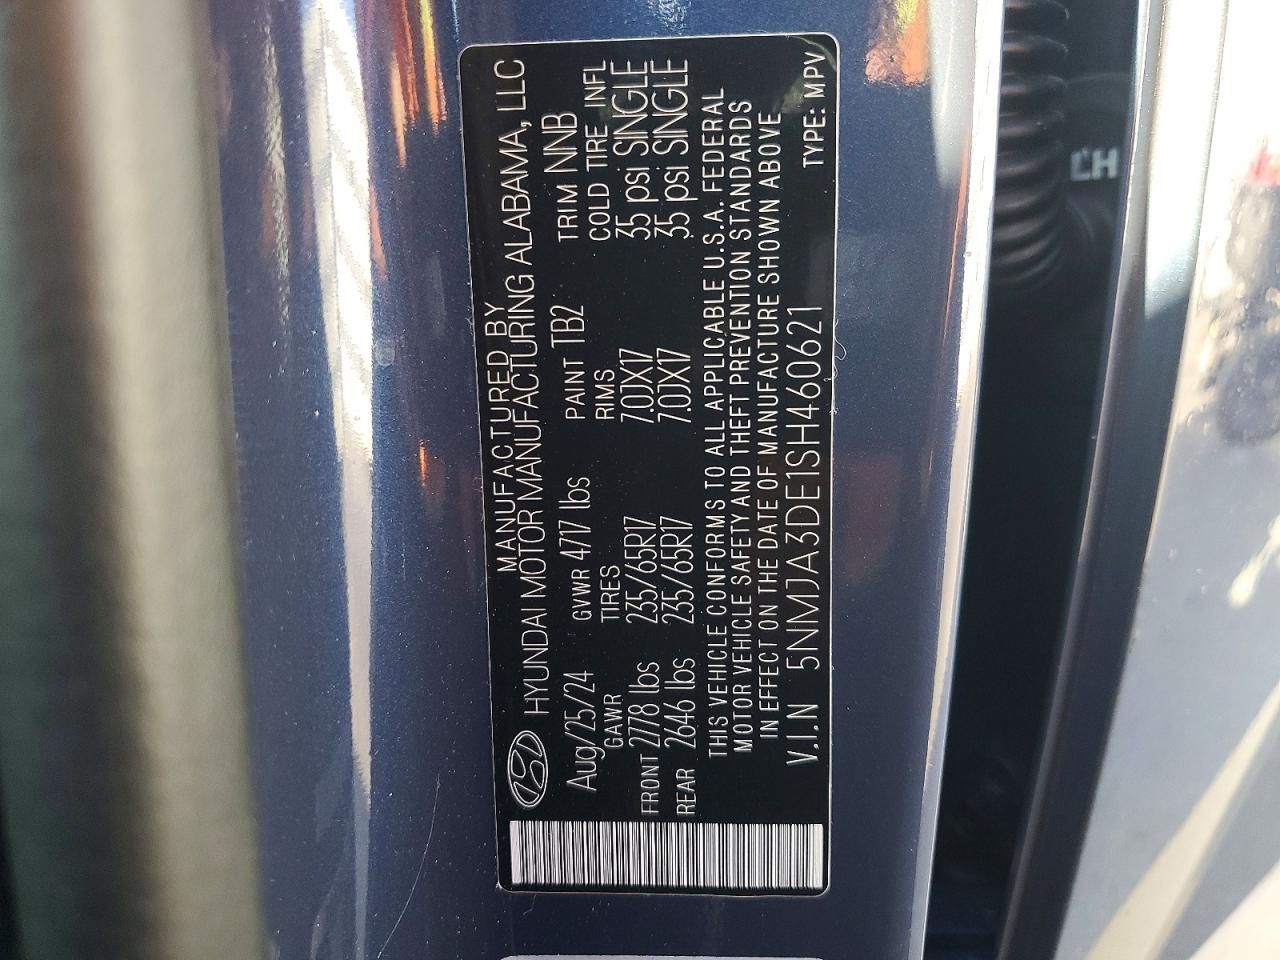 MANUFACTURED BY
HYUNDAI MOTOR MANUFACTURING ALABAMA, LLC
Aug/25/24 GVWR 4717 lbs PAINT TB2 TRIM NNB
GAWR TIRES RIMS COLD TIRE INFL
FRONT 2778 lbs 235/65R17 7.0JX17 35 psi SINGLE
REAR 2646 lbs 235/65R17 7.0JX17 35 psi SINGLE
THIS VEHICLE CONFORMS TO ALL APPLICABLE U.S.A. FEDERAL
MOTOR VEHICLE SAFETY AND THEFT PREVENTION STANDARDS
IN EFFECT ON THE DATE OF MANUFACTURE SHOWN ABOVE
V.I.N 5NMJA3DE1SH460621 TYPE: MPV